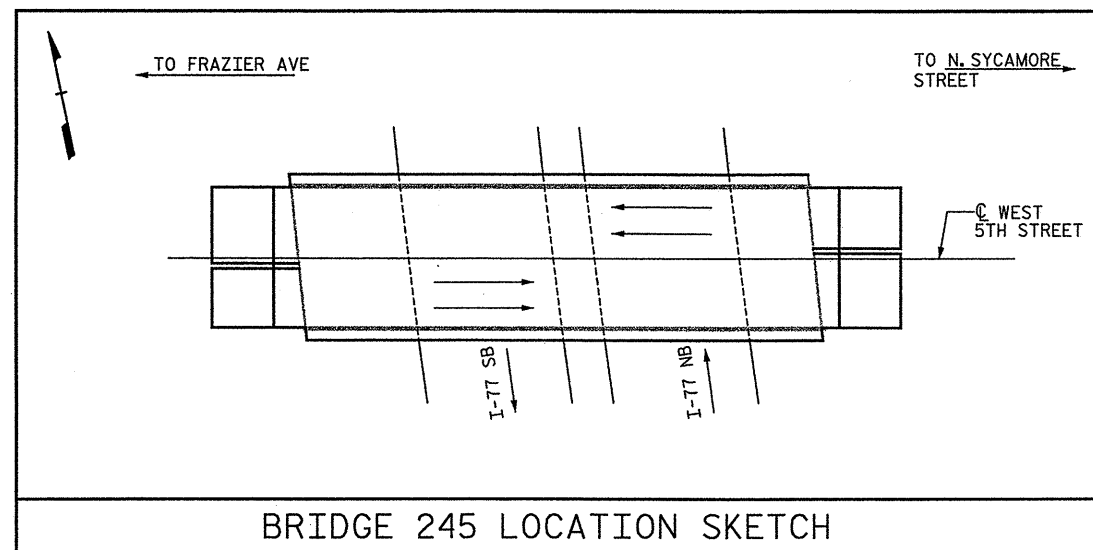 TO FRAZIER AVE
TO N. SYCAMORE
STREET
℄ WEST
5TH STREET
I-77 SB
I-77 NB
BRIDGE 245 LOCATION SKETCH